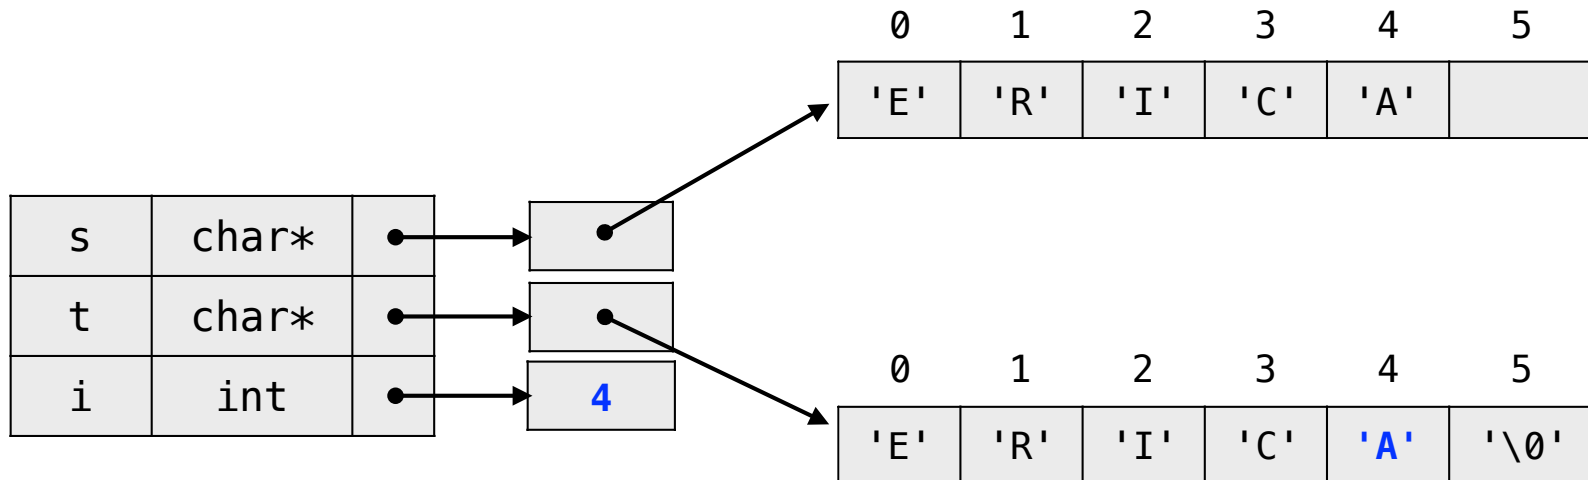 0 1 2 3 4 5
'E' 'R' 'I' 'C' 'A'
s char*
t char*
i int 4
0 1 2 3 4 5
'E' 'R' 'I' 'C' 'A' '\0'